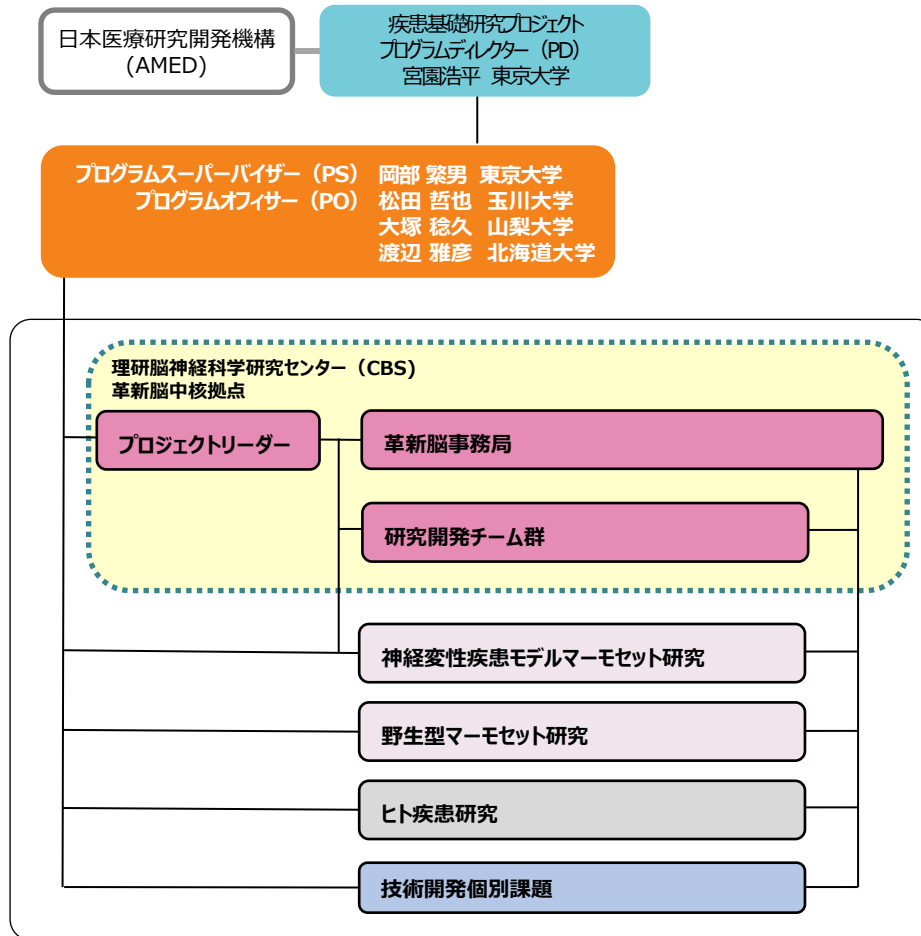 日本医療研究開発機構
(AMED)
疾患基礎研究プロジェクト
プログラムディレクター（PD）
宮園浩平 東京大学
プログラムスーパーバイザー（PS） 岡部 繁男 東京大学
プログラムオフィサー（PO） 松田 哲也 玉川大学
大塚 稔久 山梨大学
渡辺 雅彦 北海道大学
理研脳神経科学研究センター（CBS)
革新脳中核拠点
プロジェクトリーダー
革新脳事務局
研究開発チーム群
神経変性疾患モデルマーモセット研究
野生型マーモセット研究
ヒト疾患研究
技術開発個別課題